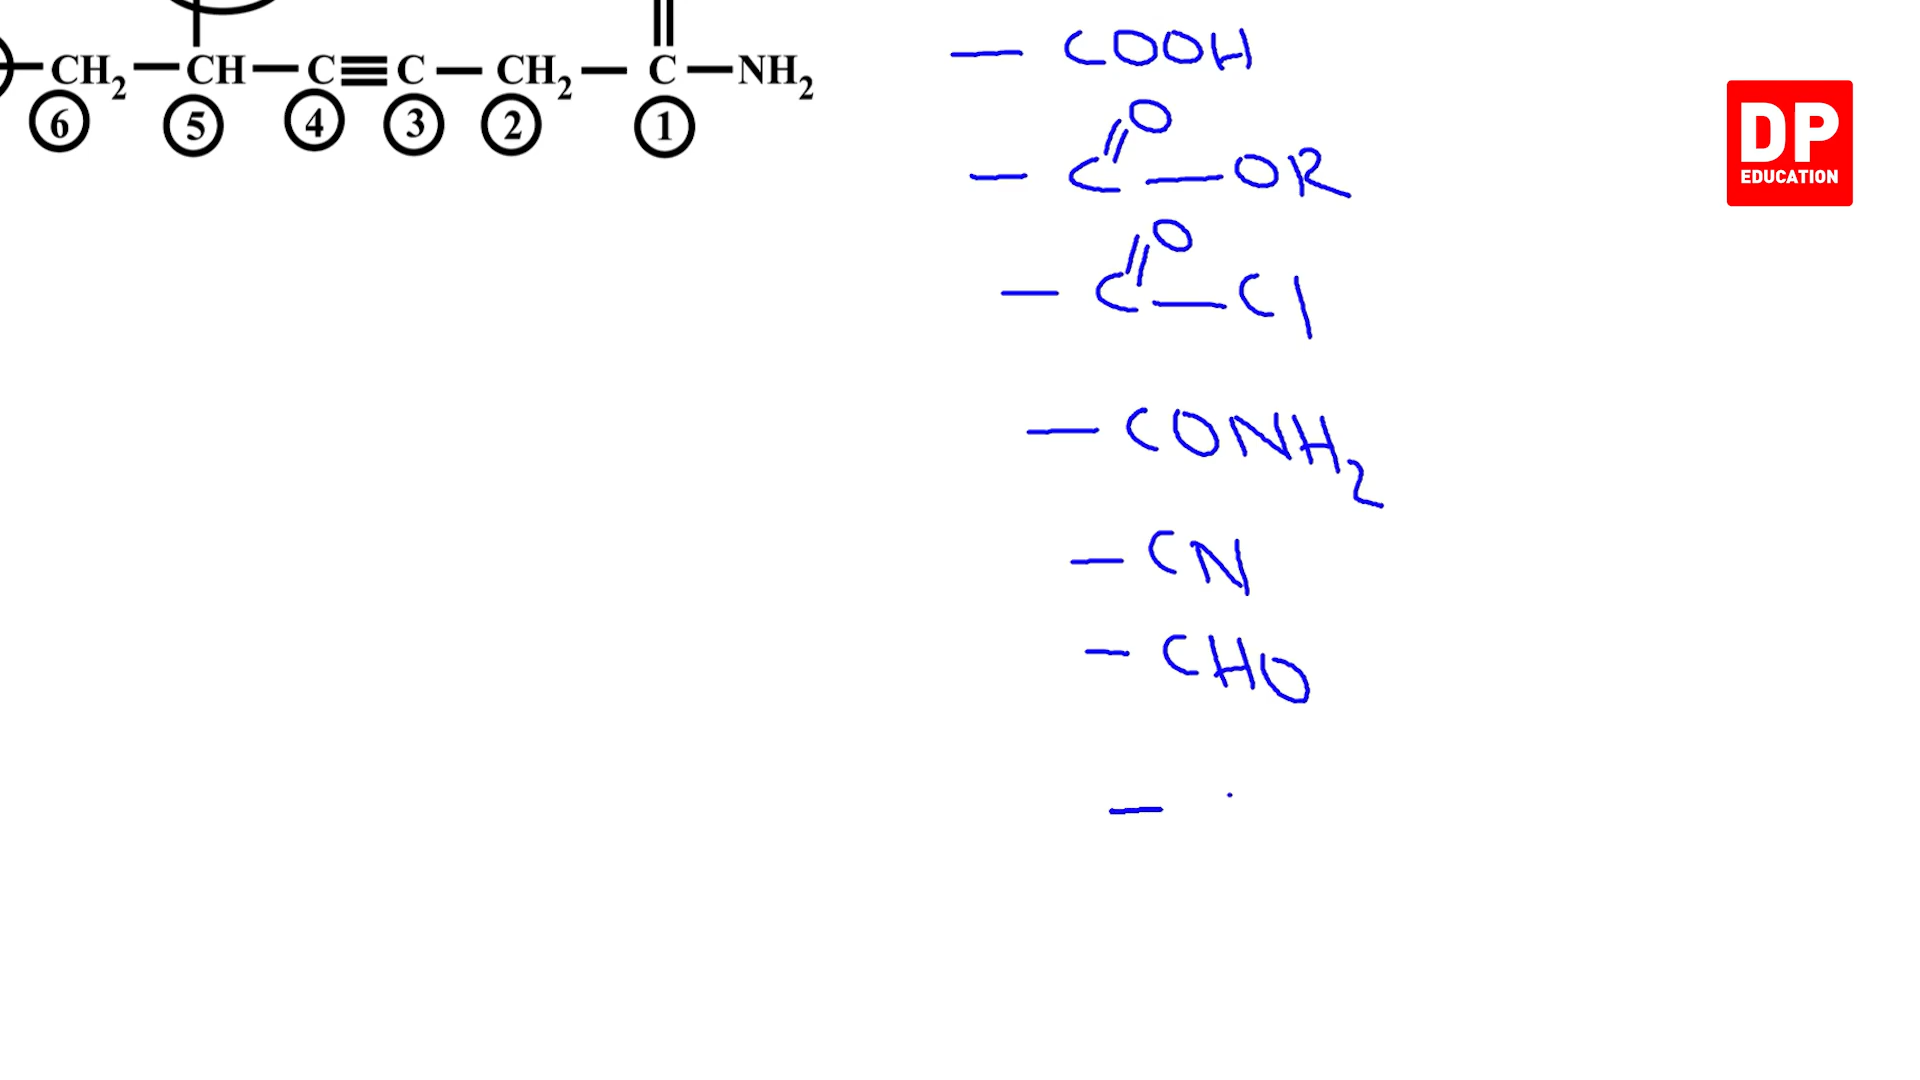 CH₂—CH—C≡C—CH₂—C—NH₂
6 5 4 3 2 1
— COOH
O
— C — OR
O
— C — Cl
— CONH₂
— CN
— CHO
—
DP
EDUCATION